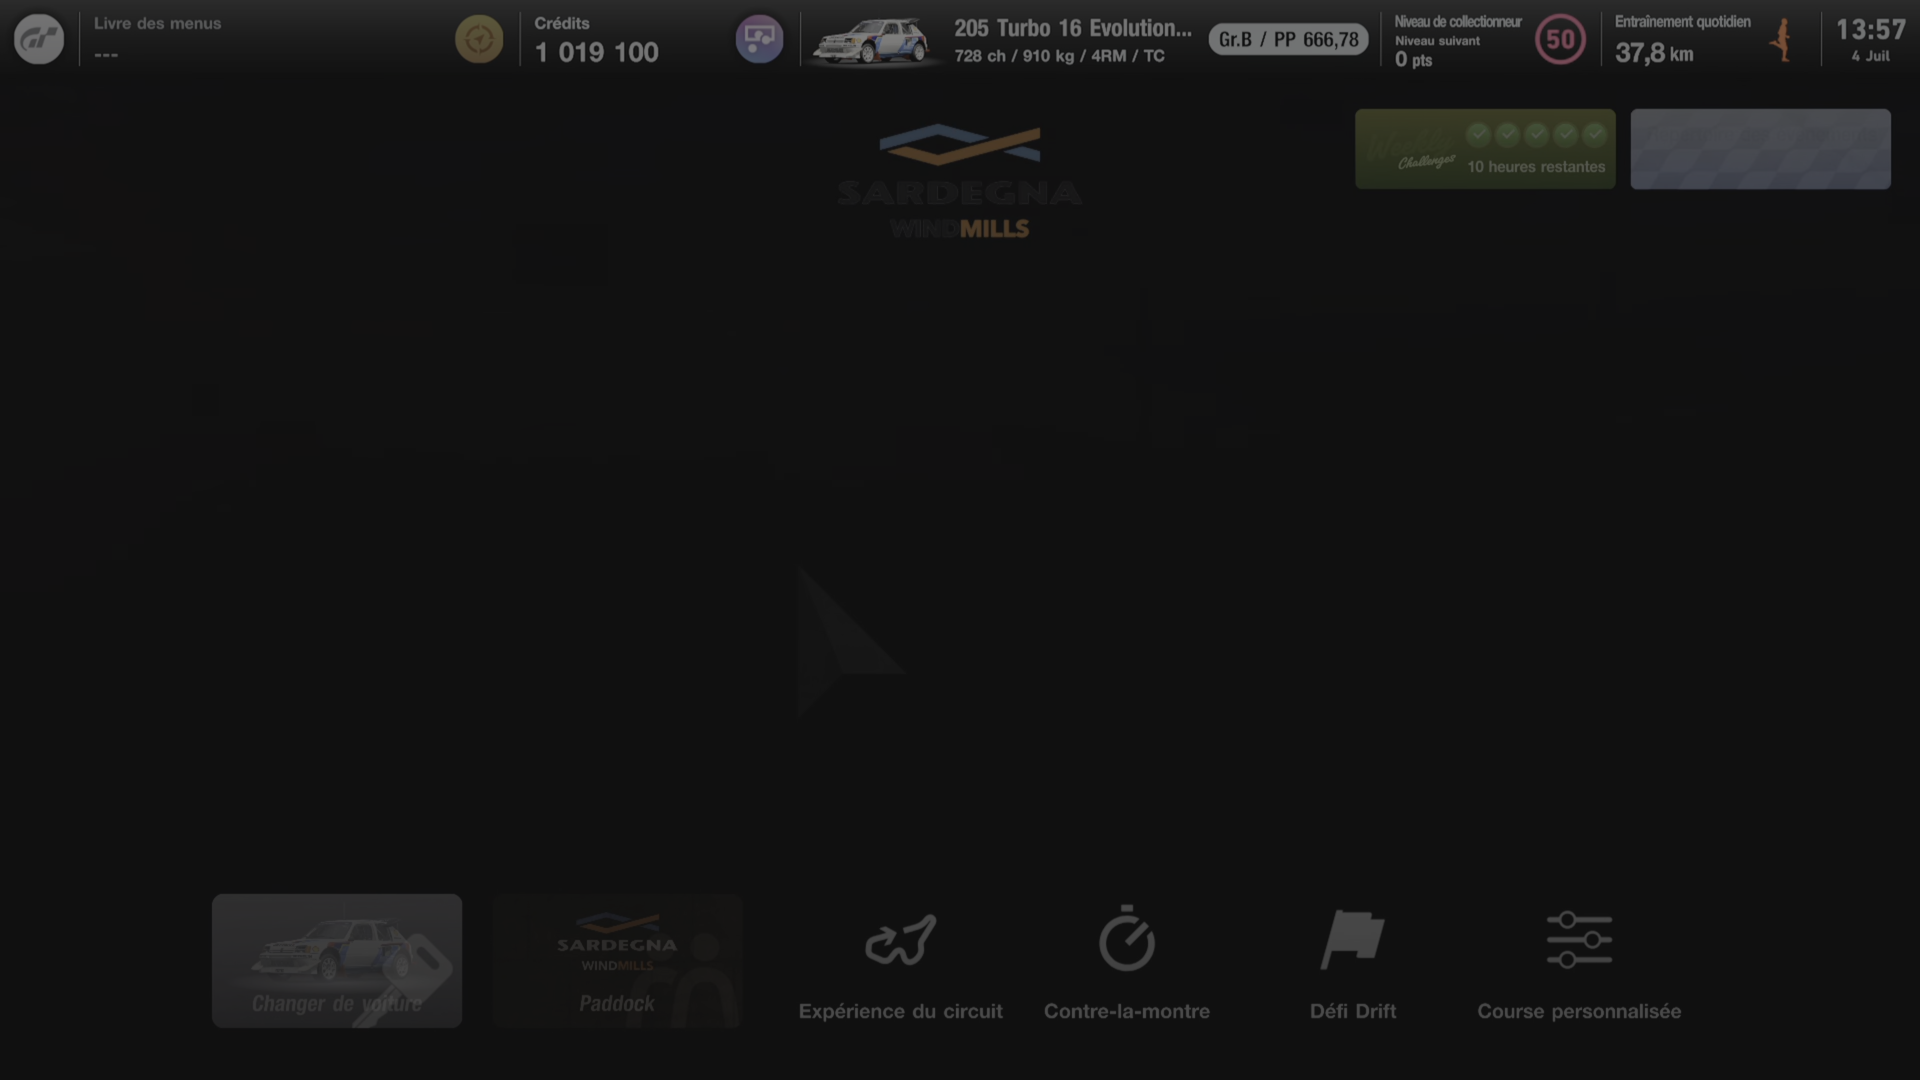 Livre des menus
---
Crédits
1 019 100
205 Turbo 16 Evolution...
728 ch / 910 kg / 4RM / TC
Gr.B / PP 666,78
Niveau de collectionneur
Niveau suivant
0 pts
50
Entraînement quotidien
37,8 km
13:57
4 Juil
SARDEGNA
WINDMILLS
Weekly
Challenges
10 heures restantes
Changer de voiture
SARDEGNA
WINDMILLS
Paddock
Expérience du circuit
Contre-la-montre
Défi Drift
Course personnalisée